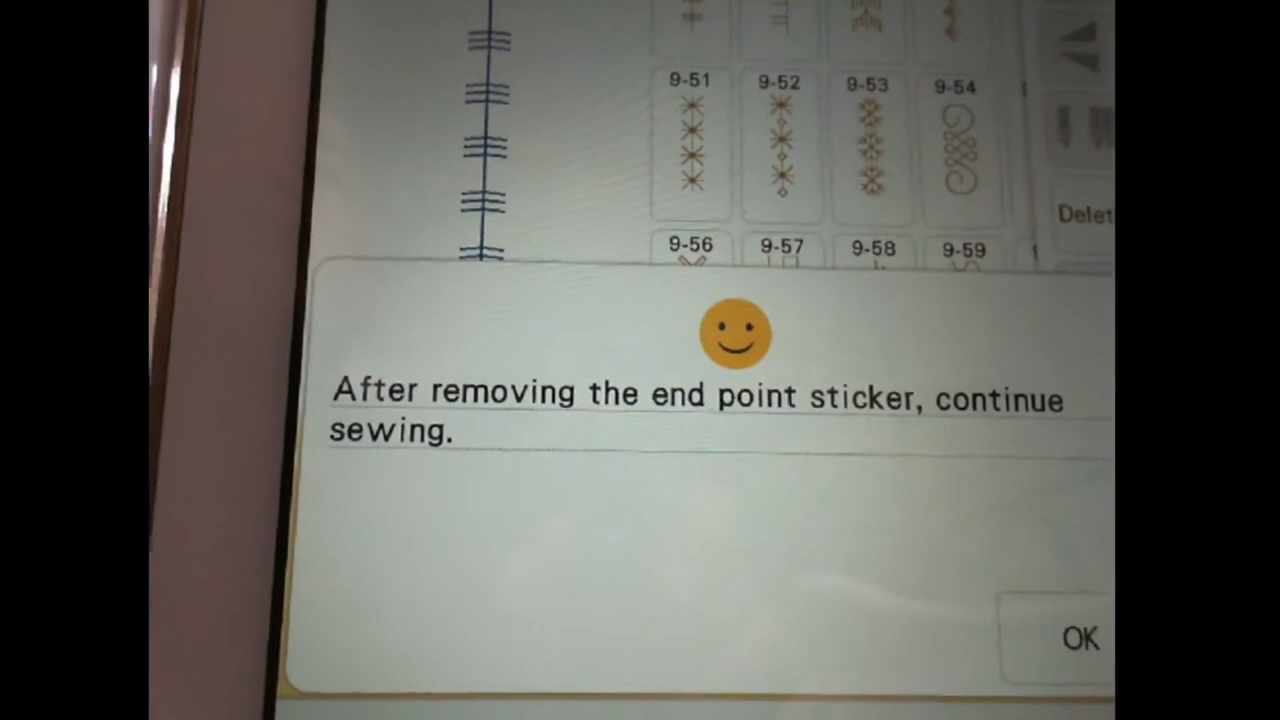 9-51 9-52 9-53 9-54
Delet
9-56 9-57 9-58 9-59
After removing the end point sticker, continue
sewing.
OK